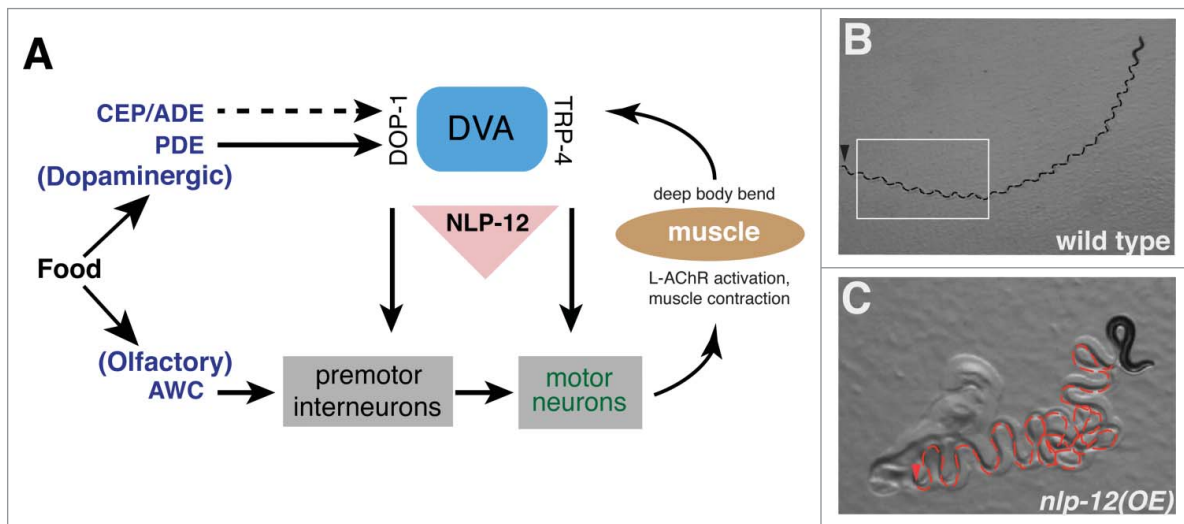 A
CEP/ADE
PDE
(Dopaminergic)
Food
(Olfactory)
AWC
DOP-1
DVA
TRP-4
NLP-12
premotor
interneurons
motor
neurons
deep body bend
muscle
L-AChR activation,
muscle contraction
B
wild type
C
nlp-12(OE)